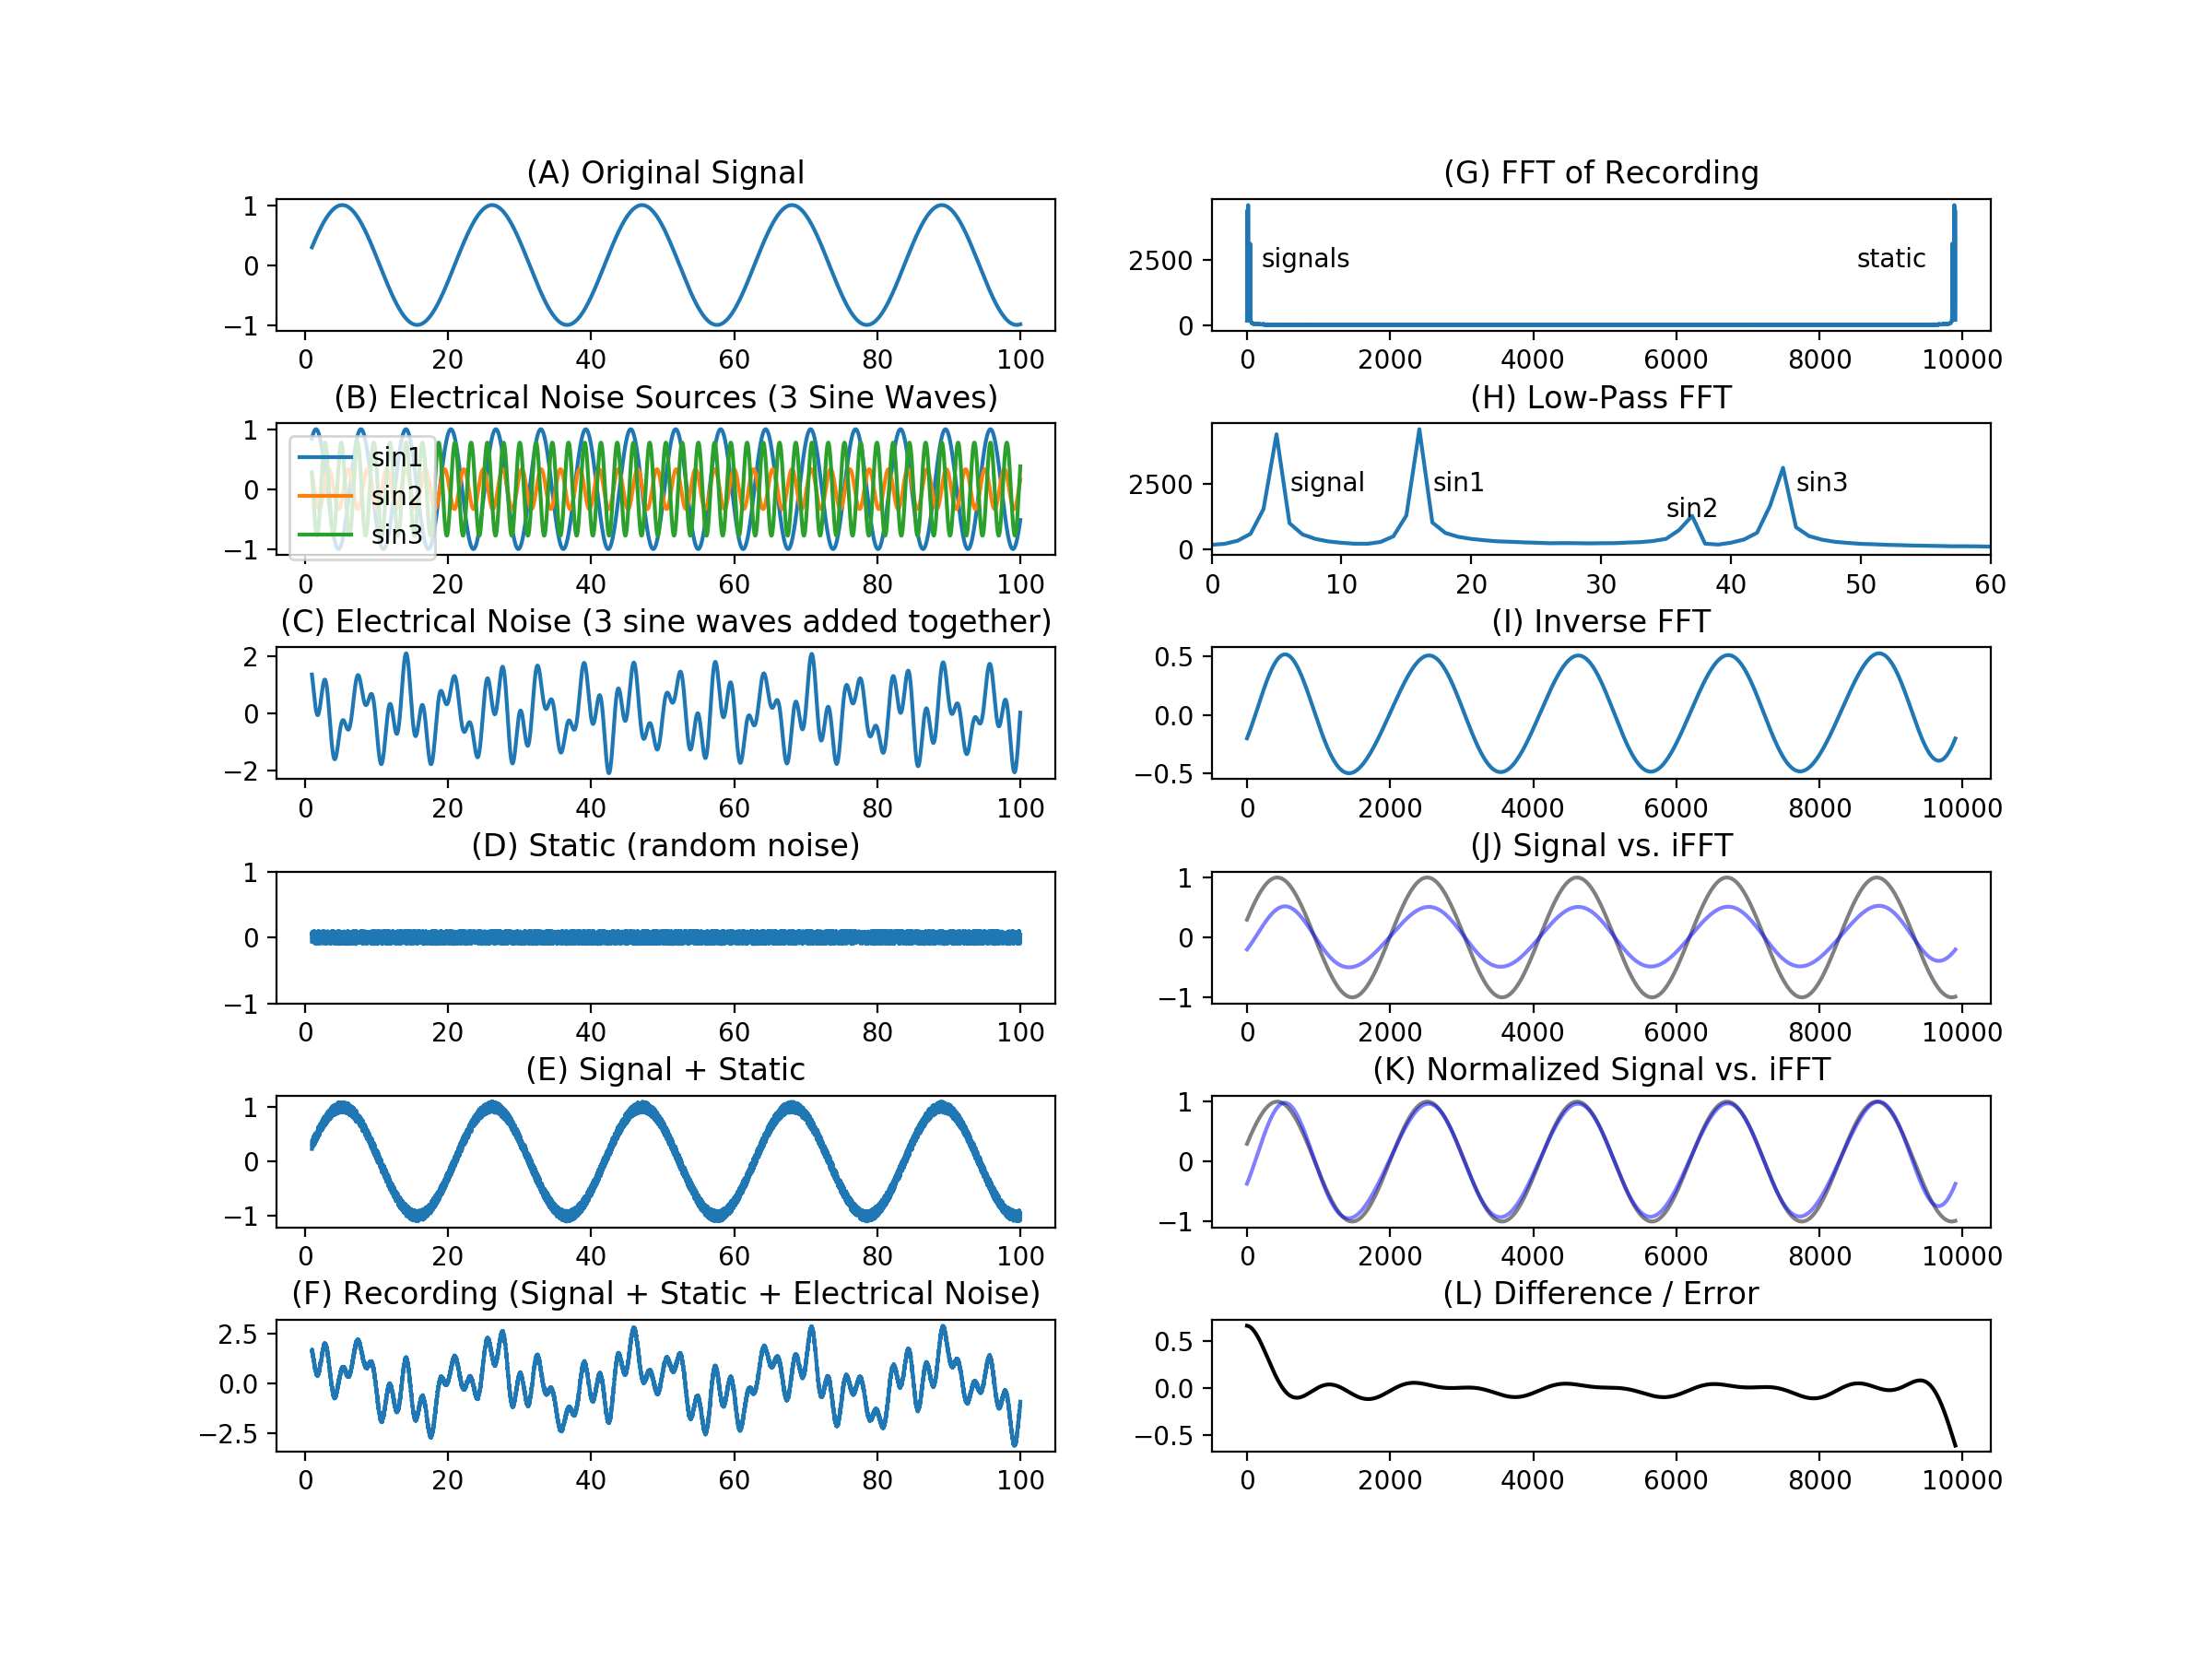 (A) Original Signal
1
0
−1
0 20 40 60 80 100
(B) Electrical Noise Sources (3 Sine Waves)
1
0
−1
sin1
sin2
sin3
0 20 40 60 80 100
(C) Electrical Noise (3 sine waves added together)
2
0
−2
0 20 40 60 80 100
(D) Static (random noise)
1
0
−1
0 20 40 60 80 100
(E) Signal + Static
1
0
−1
0 20 40 60 80 100
(F) Recording (Signal + Static + Electrical Noise)
2.5
0.0
−2.5
0 20 40 60 80 100
(G) FFT of Recording
2500
0
signals
static
0 2000 4000 6000 8000 10000
(H) Low-Pass FFT
2500
0
signal
sin1
sin2
sin3
0 10 20 30 40 50 60
(I) Inverse FFT
0.5
0.0
−0.5
0 2000 4000 6000 8000 10000
(J) Signal vs. iFFT
1
0
−1
0 2000 4000 6000 8000 10000
(K) Normalized Signal vs. iFFT
1
0
−1
0 2000 4000 6000 8000 10000
(L) Difference / Error
0.5
0.0
−0.5
0 2000 4000 6000 8000 10000